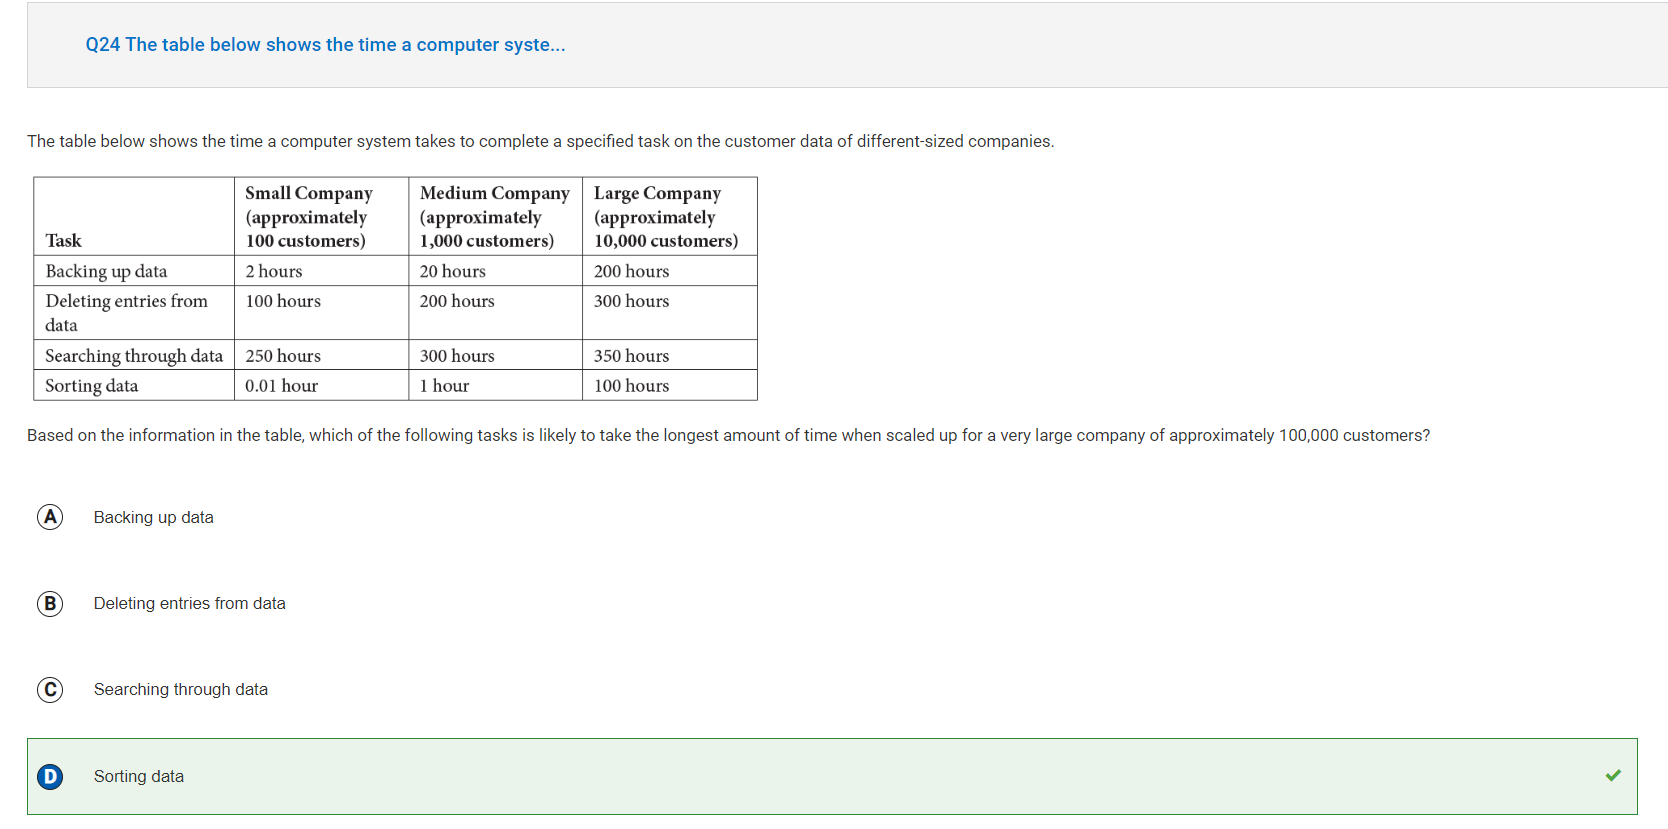 Q24 The table below shows the time a computer syste...
The table below shows the time a computer system takes to complete a specified task on the customer data of different-sized companies.
Task
Small Company
(approximately
100 customers)
Medium Company
(approximately
1,000 customers)
Large Company
(approximately
10,000 customers)
Backing up data 2 hours 20 hours 200 hours
Deleting entries from
data
100 hours 200 hours 300 hours
Searching through data 250 hours 300 hours 350 hours
Sorting data 0.01 hour 1 hour 100 hours
Based on the information in the table, which of the following tasks is likely to take the longest amount of time when scaled up for a very large company of approximately 100,000 customers?
A Backing up data
B Deleting entries from data
C Searching through data
D Sorting data